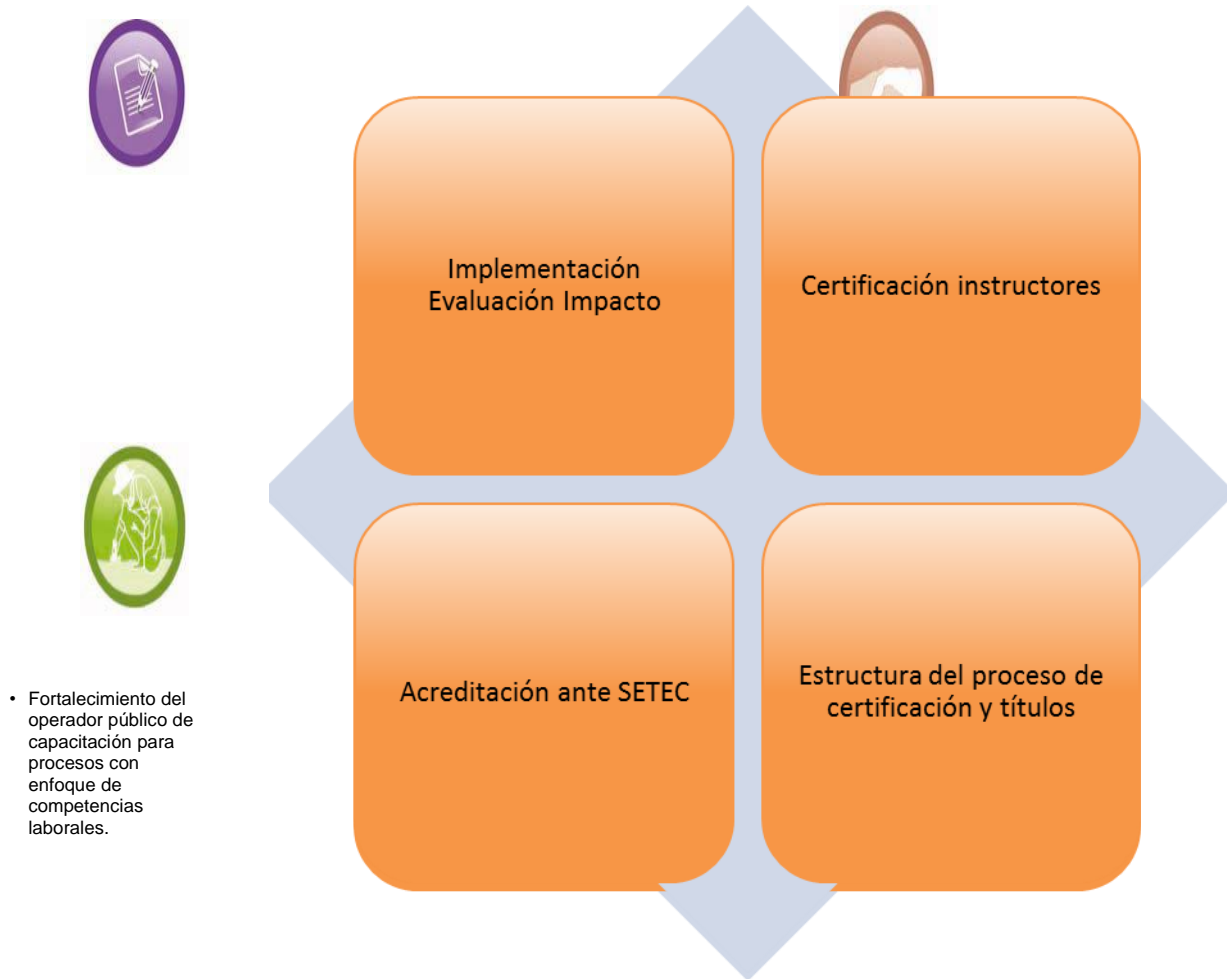 Implementación
Evaluación Impacto
Certificación instructores
Acreditación ante SETEC
Estructura del proceso de
certificación y títulos
• Fortalecimiento del
operador público de
capacitación para
procesos con
enfoque de
competencias
laborales.